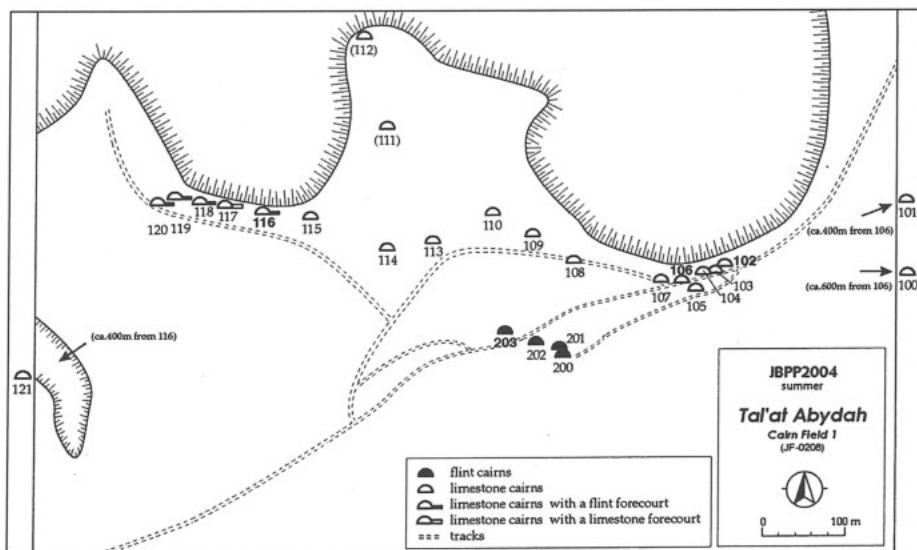 (112)
(111)
101
(ca.400m from 106)
118
117
116
115
110
120
119
109
114
113
108
106
102
100
107
103
104
105
(ca.600m from 106)
(ca.400m from 116)
203
202
201
200
121
JBPP2004
summer
Tal'at Abydah
Cairn Field 1
(JF-0208)
0 100 m
flint cairns
limestone cairns
limestone cairns with a flint forecourt
limestone cairns with a limestone forecourt
tracks